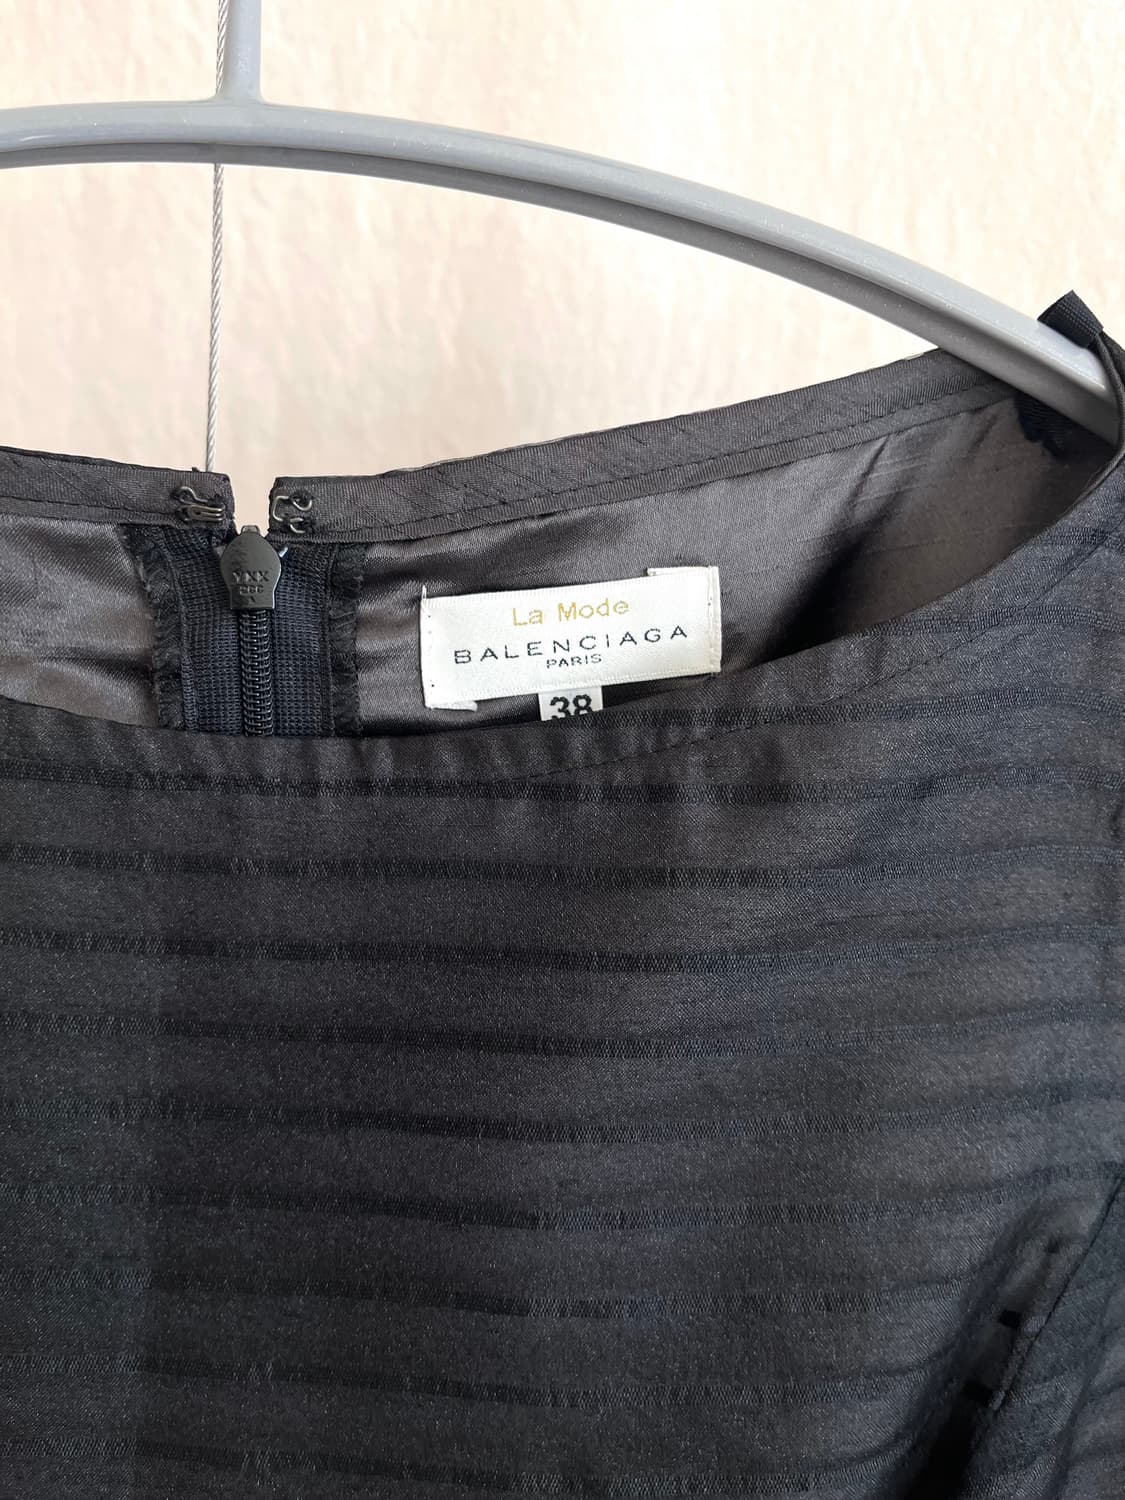 La Mode
BALENCIAGA
PARIS
38